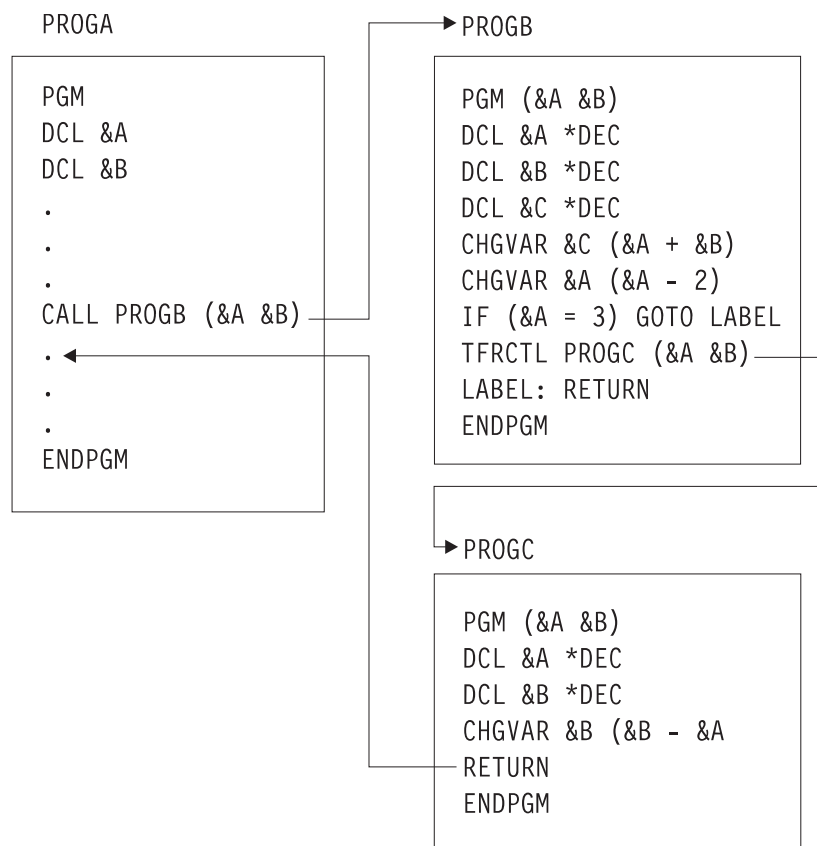 PROGA
PGM
DCL &A
DCL &B
.
.
.
CALL PROGB (&A &B)
.
.
.
ENDPGM
PROGB
PGM (&A &B)
DCL &A *DEC
DCL &B *DEC
DCL &C *DEC
CHGVAR &C (&A + &B)
CHGVAR &A (&A - 2)
IF (&A = 3) GOTO LABEL
TFRCTL PROGC (&A &B)
LABEL: RETURN
ENDPGM
PROGC
PGM (&A &B)
DCL &A *DEC
DCL &B *DEC
CHGVAR &B (&B - &A
RETURN
ENDPGM